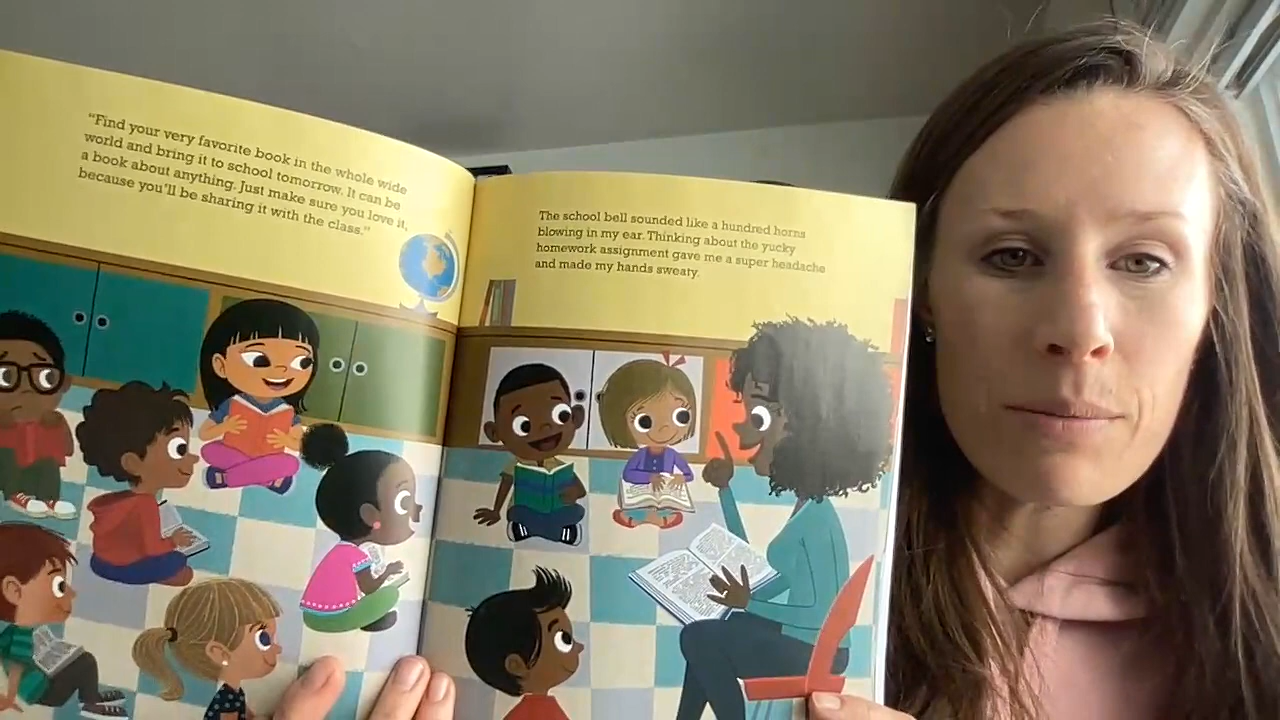 "Find your very favorite book in the whole wide
world and bring it to school tomorrow. It can be
a book about anything. Just make sure you love it,
because you'll be sharing it with the class."
The school bell sounded like a hundred horns
blowing in my ear. Thinking about the yucky
homework assignment gave me a super headache
and made my hands sweaty.